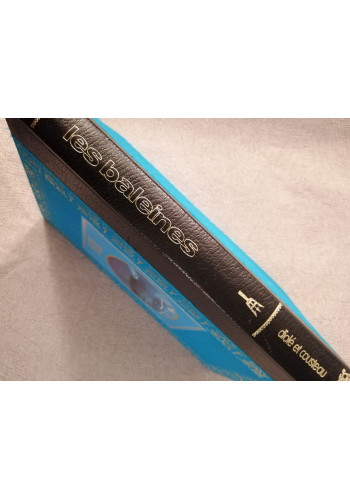 les baleines
diolé et cousteau